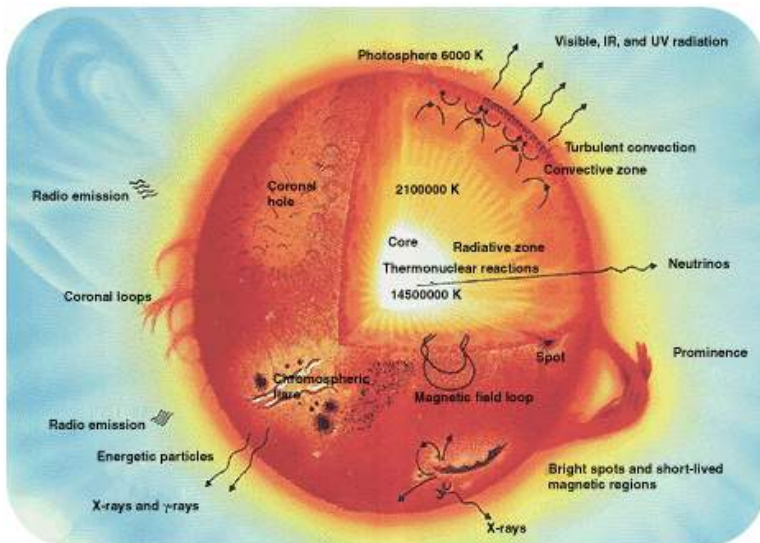 Photosphere 6000 K
Visible, IR, and UV radiation
Turbulent convection
Convective zone
Radio emission
Coronal
hole
2100000 K
Core
Radiative zone
Thermonuclear reactions
Neutrinos
14500000 K
Coronal loops
Spot
Prominence
Chromospheric
flare
Magnetic field loop
Radio emission
Energetic particles
Bright spots and short-lived
magnetic regions
X-rays and γ-rays
X-rays